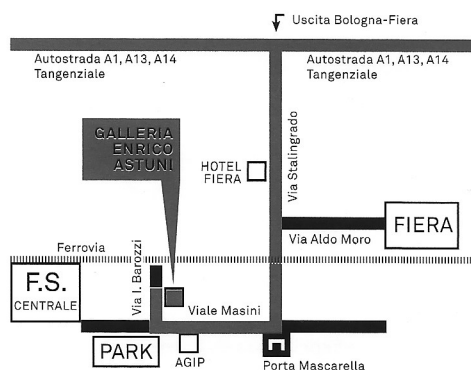 Uscita Bologna-Fiera
Autostrada A1, A13, A14
Tangenziale
Autostrada A1, A13, A14
Tangenziale
GALLERIA
ENRICO
ASTUNI
HOTEL
FIERA
Via Stalingrado
FIERA
Via Aldo Moro
Ferrovia
F.S.
CENTRALE
Via I. Barozzi
Viale Masini
PARK
AGIP
Porta Mascarella